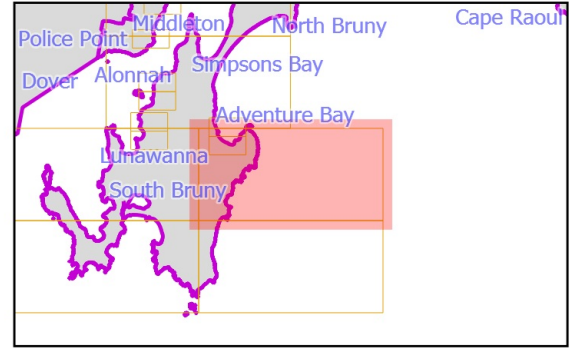 Middleton
North Bruny
Cape Raoul
Police Point
Simpsons Bay
Dover
Alonnah
Adventure Bay
Lunawanna
South Bruny